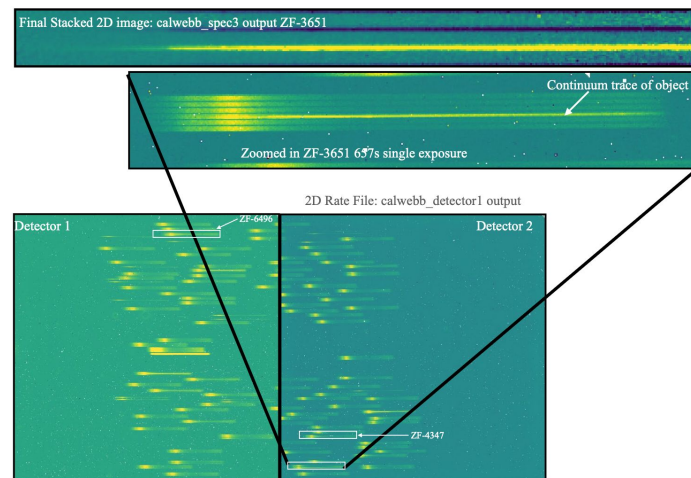 Final Stacked 2D image: calwebb_spec3 output ZF-3651
Continuum trace of object
Zoomed in ZF-3651 657s single exposure
2D Rate File: calwebb_detector1 output
Detector 1
ZF-6496
Detector 2
ZF-4347